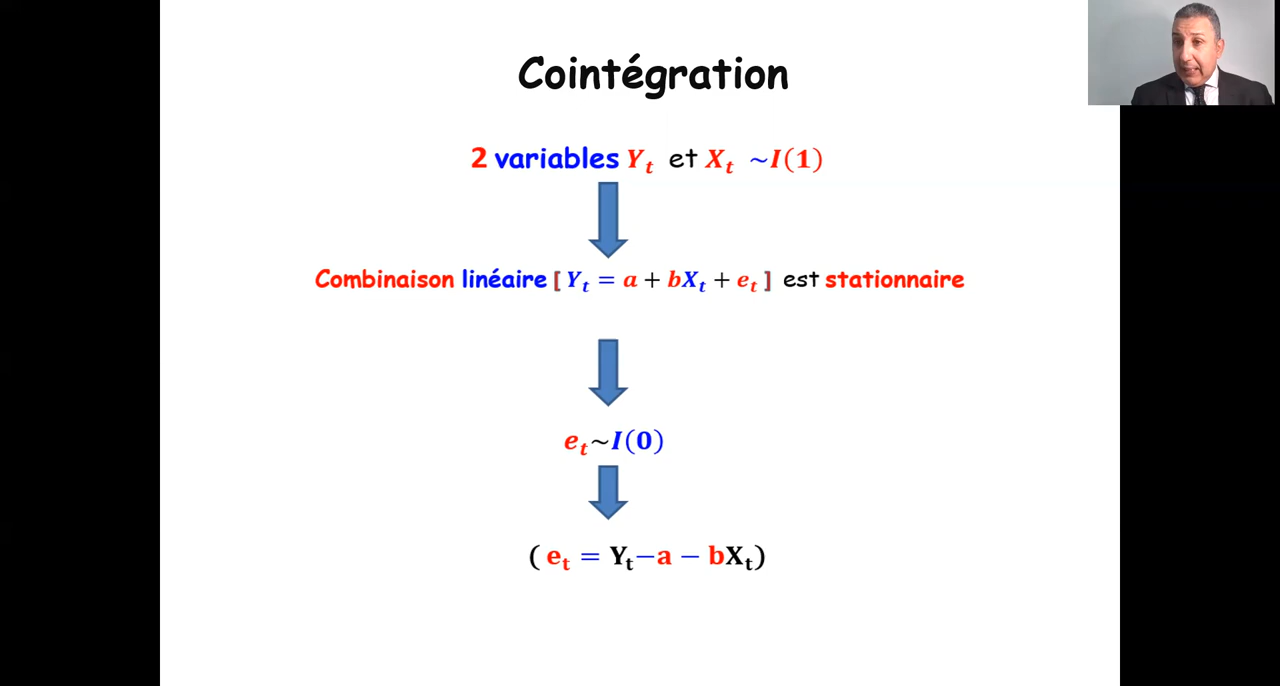 Cointégration
2 variables Yₜ et Xₜ ~I(1)
Combinaison linéaire [ Yₜ = a + bXₜ + eₜ ] est stationnaire
eₜ~I(0)
( eₜ = Yₜ−a − bXₜ)